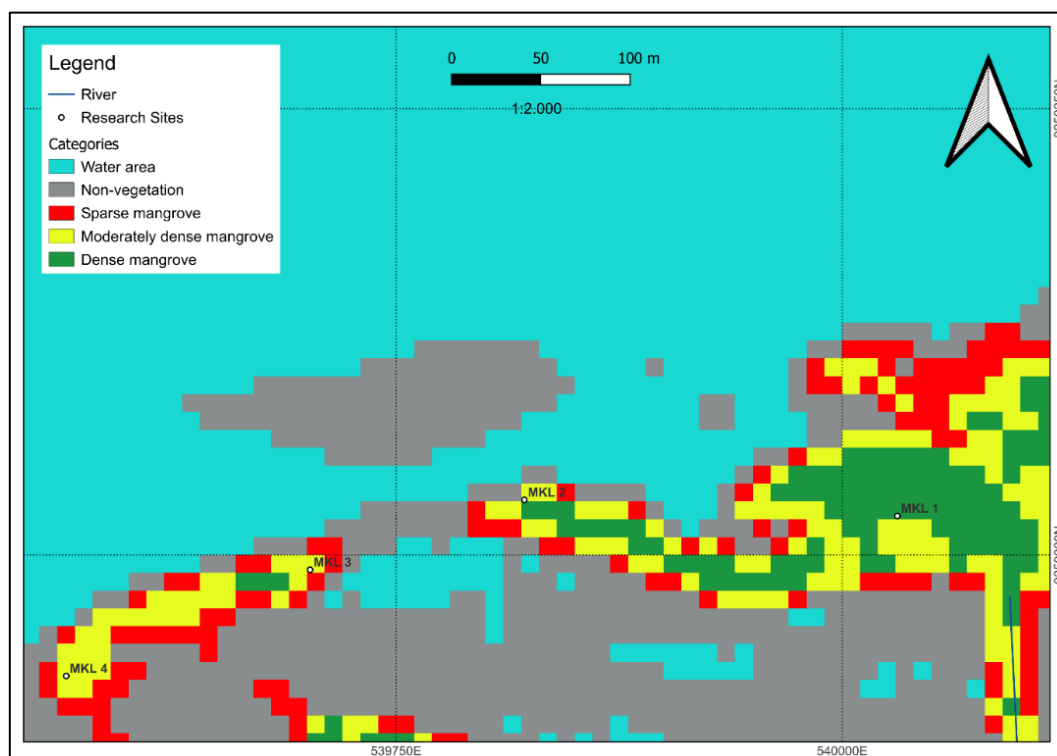 Legend
River
Research Sites
Categories
Water area
Non-vegetation
Sparse mangrove
Moderately dense mangrove
Dense mangrove
0 50 100 m
1:2.000
MKL 2
MKL 1
MKL 3
MKL 4
539750E
540000E